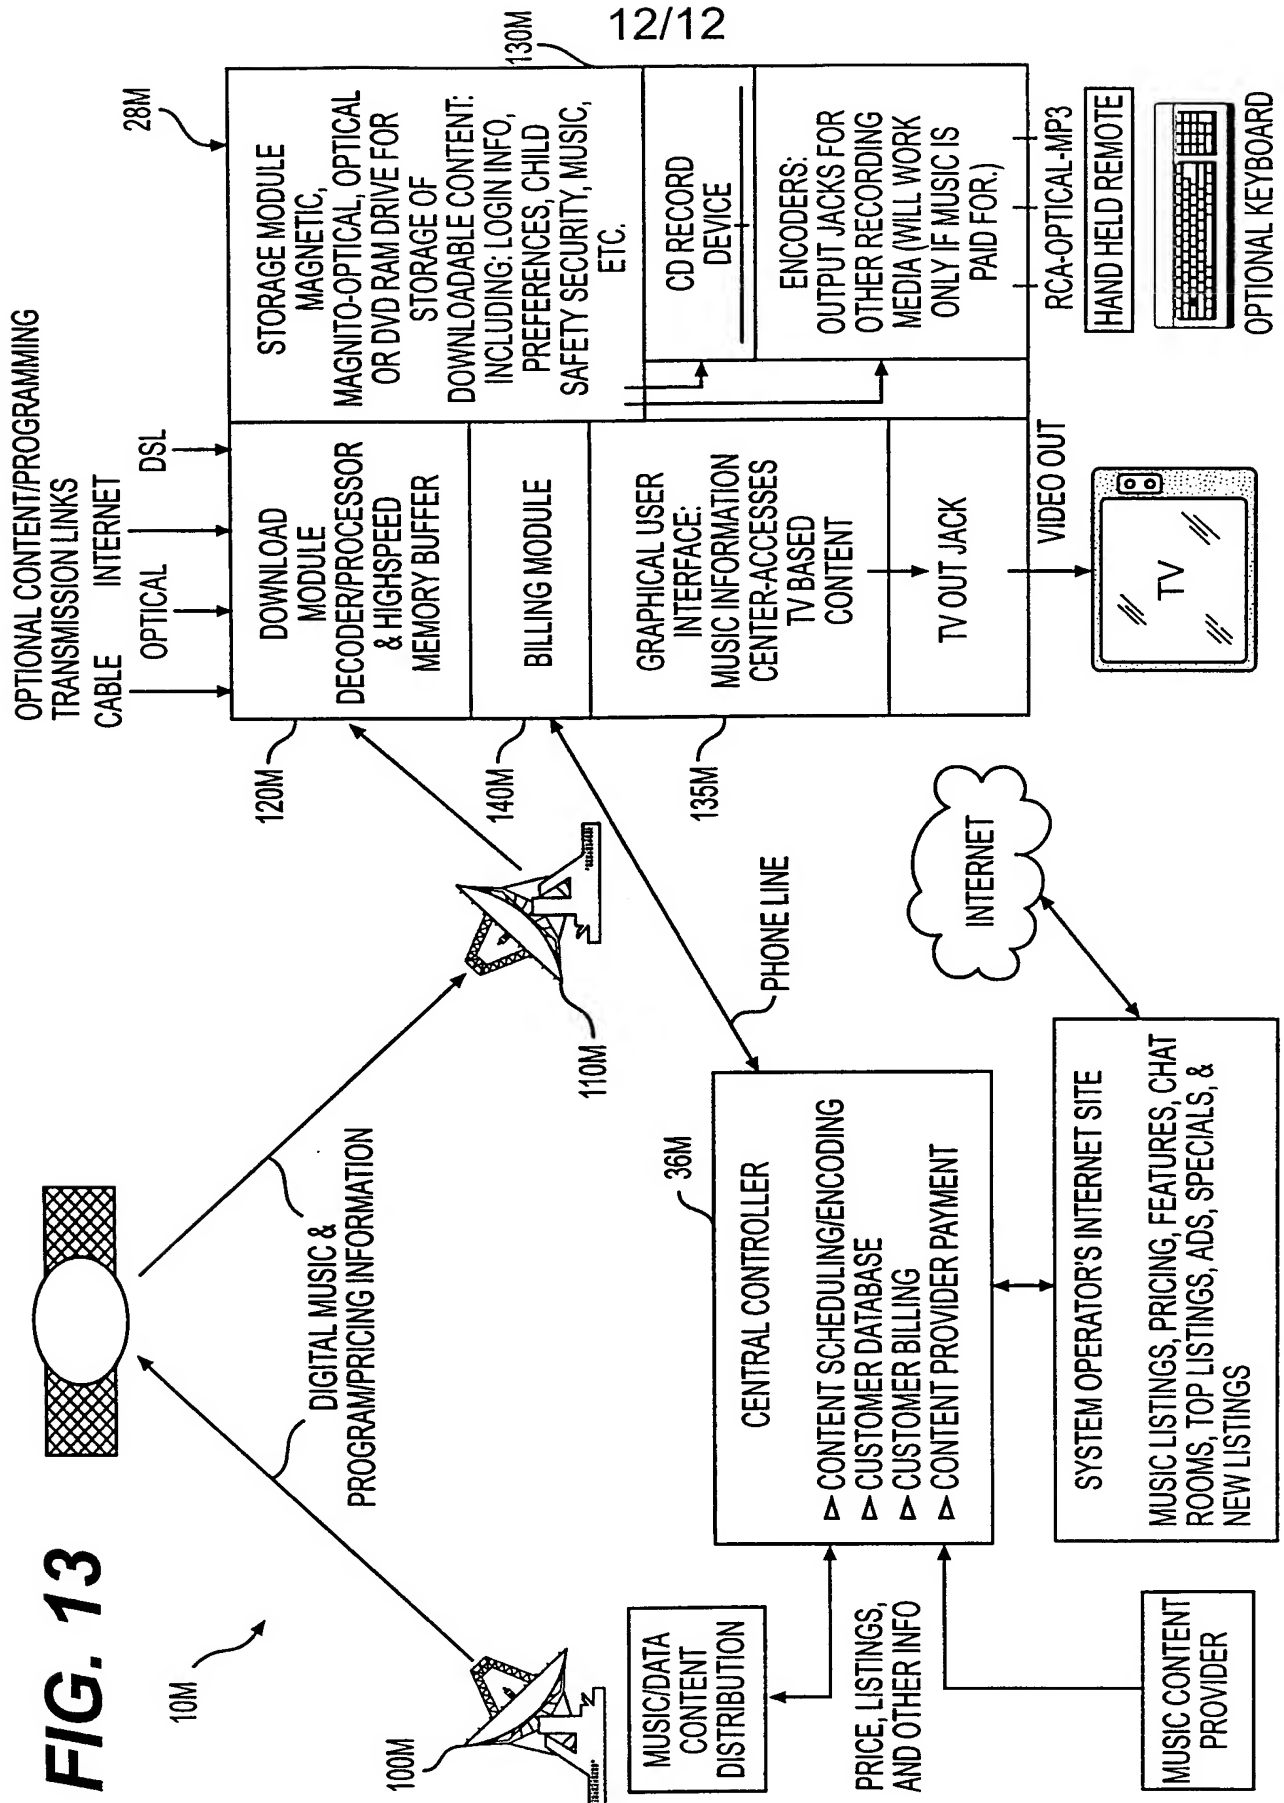 12/12
FIG. 13
10M
100M
DIGITAL MUSIC &
PROGRAM/PRICING INFORMATION
110M
OPTIONAL CONTENT/PROGRAMING
TRANSMISSION LINKS
CABLE
OPTICAL
INTERNET
DSL
28M
120M
DOWNLOAD
MODULE
DECODER/PROCESSOR
& HIGHSPEED
MEMORY BUFFER
140M
BILLING MODULE
135M
GRAPHICAL USER
INTERFACE:
MUSIC INFORMATION
CENTER-ACCESSES
TV BASED
CONTENT
TV OUT JACK
VIDEO OUT
TV
130M
STORAGE MODULE
MAGNETIC,
MAGNITO-OPTICAL, OPTICAL
OR DVD RAM DRIVE FOR
STORAGE OF
DOWNLOADABLE CONTENT:
INCLUDING: LOGIN INFO,
PREFERENCES, CHILD
SAFETY SECURITY, MUSIC,
ETC.
CD RECORD
DEVICE
ENCODERS:
OUTPUT JACKS FOR
OTHER RECORDING
MEDIA (WILL WORK
ONLY IF MUSIC IS
PAID FOR.)
RCA-OPTICAL-MP3
HAND HELD REMOTE
OPTIONAL KEYBOARD
MUSIC/DATA
CONTENT
DISTRIBUTION
PRICE, LISTINGS,
AND OTHER INFO
MUSIC CONTENT
PROVIDER
36M
CENTRAL CONTROLLER
▷ CONTENT SCHEDULING/ENCODING
▷ CUSTOMER DATABASE
▷ CUSTOMER BILLING
▷ CONTENT PROVIDER PAYMENT
PHONE LINE
INTERNET
SYSTEM OPERATOR'S INTERNET SITE
MUSIC LISTINGS, PRICING, FEATURES, CHAT
ROOMS, TOP LISTINGS, ADS, SPECIALS, &
NEW LISTINGS